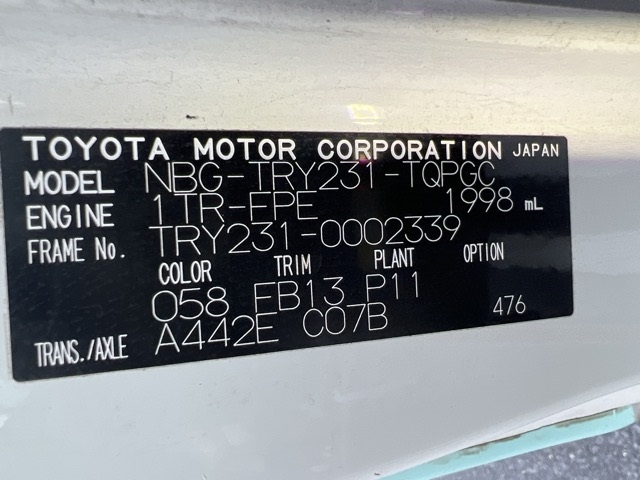 TOYOTA MOTOR CORPORATION JAPAN
MODEL NBG-TRY231-TQPGC
ENGINE 1TR-FPE 1998 mL
FRAME No. TRY231-0002339
COLOR TRIM PLANT OPTION
058 FB13 P11
TRANS./AXLE A442E C07B 476